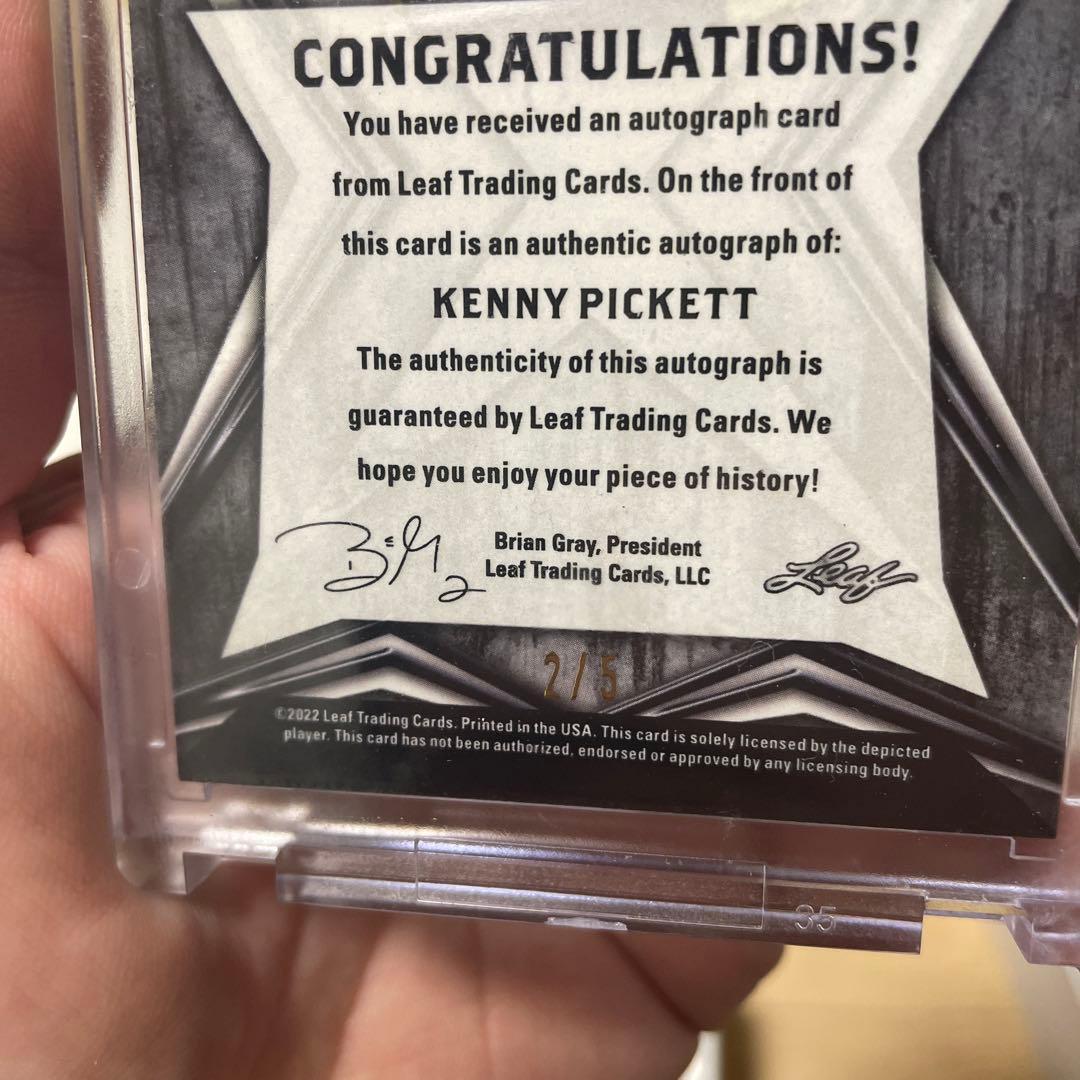 CONGRATULATIONS!
You have received an autograph card
from Leaf Trading Cards. On the front of
this card is an authentic autograph of:
KENNY PICKETT
The authenticity of this autograph is
guaranteed by Leaf Trading Cards. We
hope you enjoy your piece of history!
Brian Gray, President
Leaf Trading Cards, LLC
Leaf
2/5
©2022 Leaf Trading Cards. Printed in the USA. This card is solely licensed by the depicted
player. This card has not been authorized, endorsed or approved by any licensing body.
35